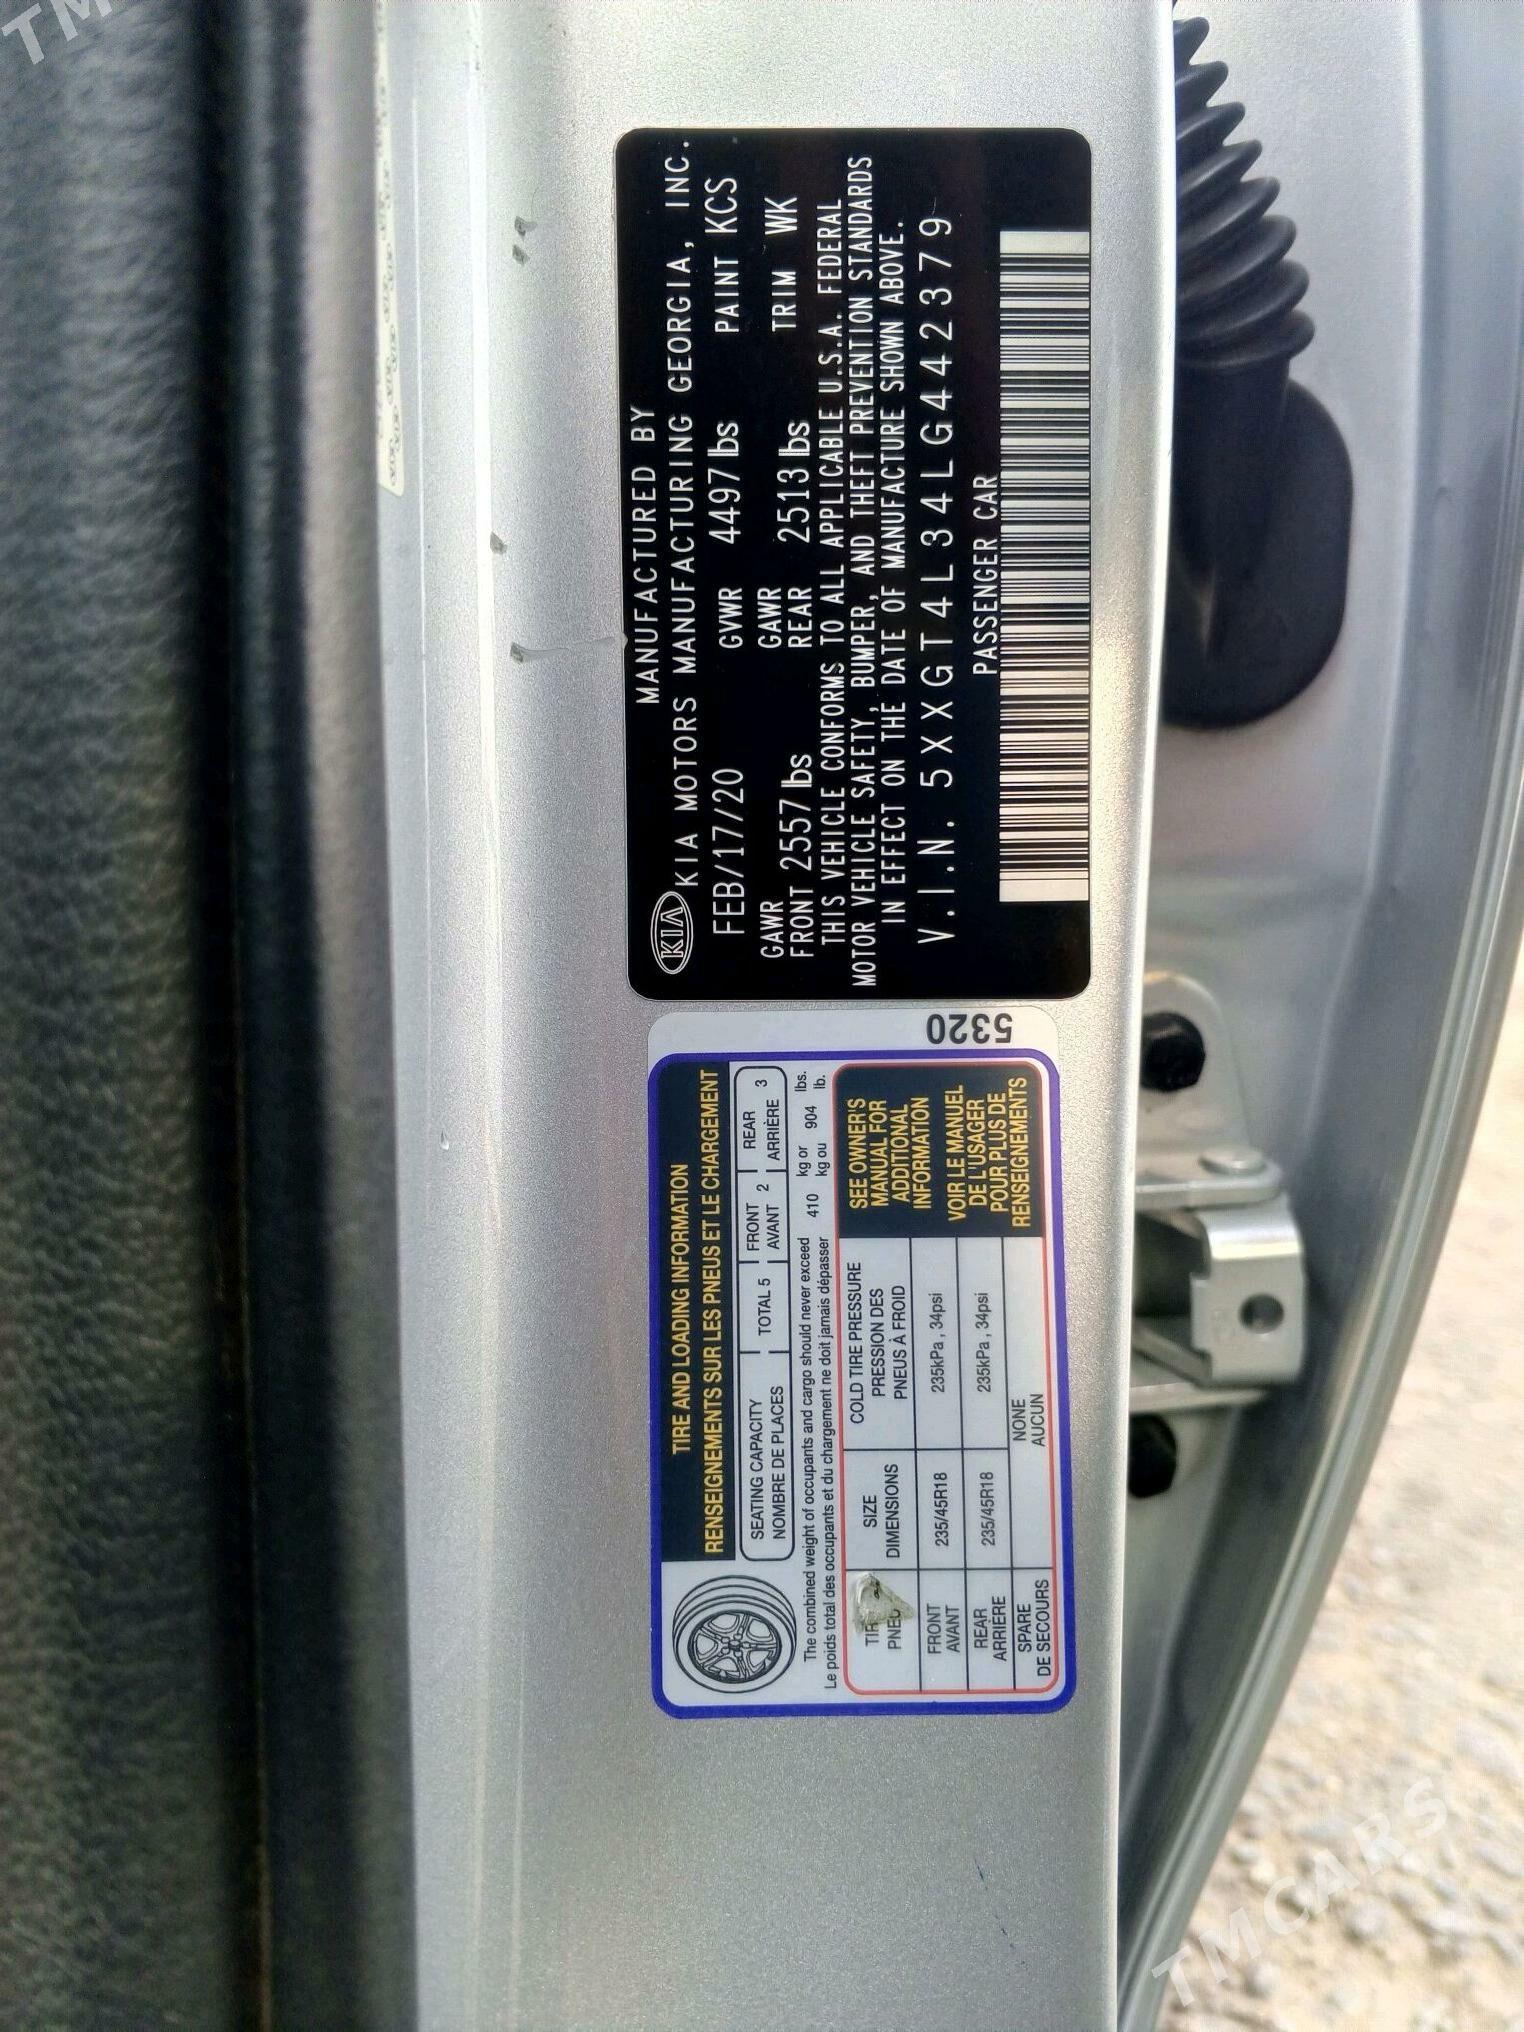 MANUFACTURED BY
KIA KIA MOTORS MANUFACTURING GEORGIA, INC.
FEB/17/20 GVWR 4497 lbs PAINT KCS
GAWR FRONT 2557 lbs GAWR REAR 2513 lbs TRIM WK
THIS VEHICLE CONFORMS TO ALL APPLICABLE U.S.A. FEDERAL
MOTOR VEHICLE SAFETY, BUMPER, AND THEFT PREVENTION STANDARDS
IN EFFECT ON THE DATE OF MANUFACTURE SHOWN ABOVE.
V.I.N. 5XXGT4L34LG442379
PASSENGER CAR
5320
TIRE AND LOADING INFORMATION
RENSEIGNEMENTS SUR LES PNEUS ET LE CHARGEMENT
SEATING CAPACITY
NOMBRE DE PLACES
TOTAL 5
FRONT
AVANT 2
REAR
ARRIÈRE 3
The combined weight of occupants and cargo should never exceed 410 kg or 904 lbs.
Le poids total des occupants et du chargement ne doit jamais dépasser kg ou lb.
SIZE
DIMENSIONS
COLD TIRE PRESSURE
PRESSION DES
PNEUS À FROID
FRONT
AVANT
235/45R18
235kPa , 34psi
REAR
ARRIÈRE
235/45R18
235kPa , 34psi
SPARE
DE SECOURS
NONE
AUCUN
SEE OWNER'S
MANUAL FOR
ADDITIONAL
INFORMATION
VOIR LE MANUEL
DE L'USAGER
POUR PLUS DE
RENSEIGNEMENTS
TMCARS